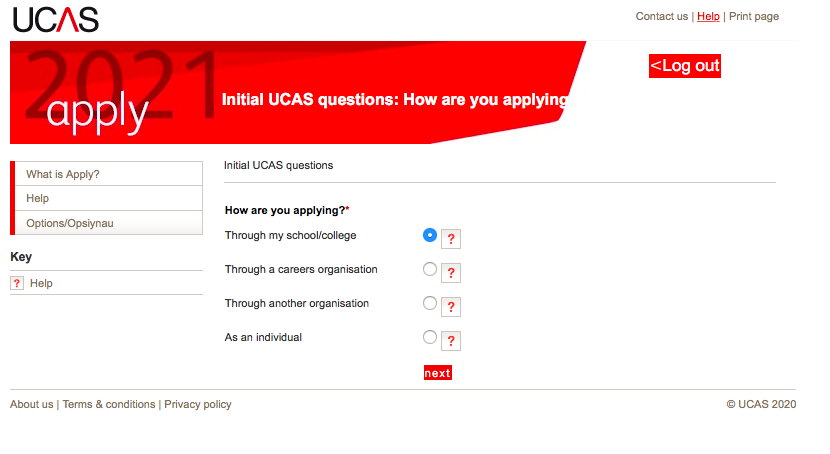 UCAS
Contact us | Help | Print page
2021
apply
Initial UCAS questions: How are you applying
<Log out
What is Apply?
Help
Options/Opsiynau
Key
? Help
Initial UCAS questions
How are you applying?*
Through my school/college ?
Through a careers organisation ?
Through another organisation ?
As an individual ?
next
About us | Terms & conditions | Privacy policy
© UCAS 2020